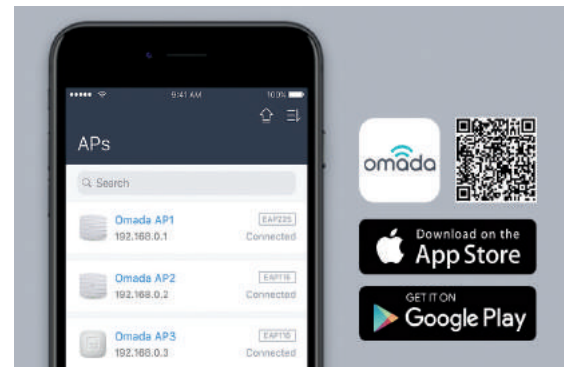 9:41 AM
100%
APs
Search
Omada AP1
EAP225
192.168.0.1
Connected
Omada AP2
EAP115
192.168.0.2
Connected
Omada AP3
EAP110
192.168.0.3
Connected
omada
Download on the
App Store
GET IT ON
Google Play